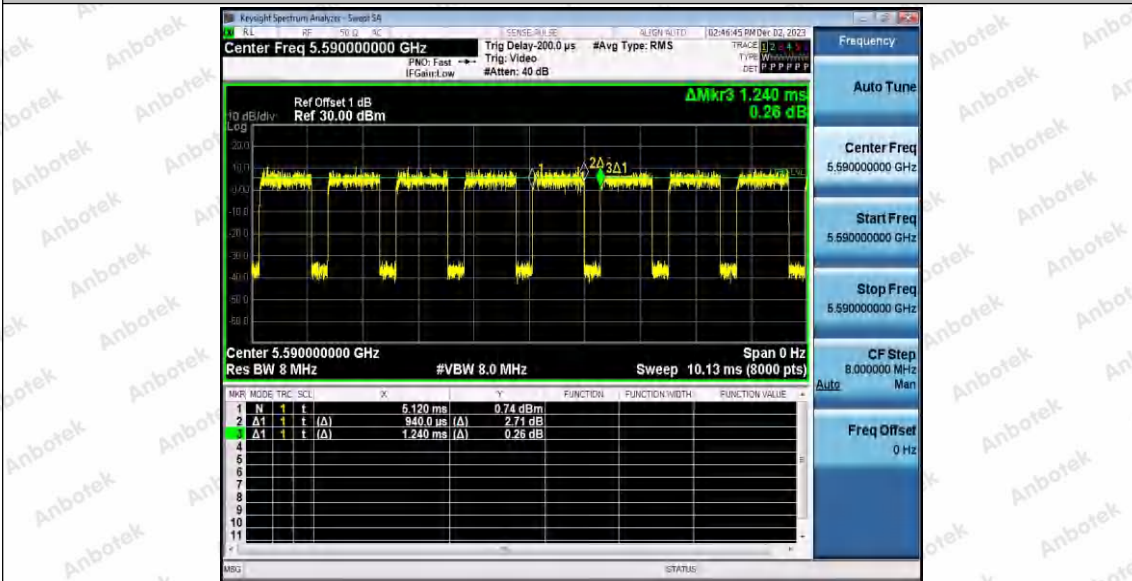 Keysight Spectrum Analyzer - Swept SA
RL RF 50 Ω AC SENSE:PULSE ALIGN AUTO 02:46:45 PM Dec 02, 2023
Center Freq 5.590000000 GHz
Trig Delay-200.0 µs #Avg Type: RMS
PNO: Fast Trig: Video
IFGain:Low #Atten: 40 dB
TRACE 1 2 3 4 5
TYPE W
DET P P P P P
Ref Offset 1 dB
10 dB/div Ref 30.00 dBm
Log
ΔMkr3 1.240 ms
0.26 dB
20.0
10.0
0.00
-10.0
-20.0
-30.0
-40.0
-50.0
-60.0
1
2Δ
3Δ1
Center 5.590000000 GHz Span 0 Hz
Res BW 8 MHz #VBW 8.0 MHz Sweep 10.13 ms (8000 pts)
MKR MODE TRC SCL X Y FUNCTION FUNCTION WIDTH FUNCTION VALUE
1 N 1 t 5.120 ms 0.74 dBm
2 Δ1 1 t (Δ) 940.0 µs (Δ) 2.71 dB
3 Δ1 1 t (Δ) 1.240 ms (Δ) 0.26 dB
4
5
6
7
8
9
10
11
MSG STATUS
Frequency
Auto Tune
Center Freq
5.590000000 GHz
Start Freq
5.590000000 GHz
Stop Freq
5.590000000 GHz
CF Step
8.000000 MHz
Auto Man
Freq Offset
0 Hz
Anbotek